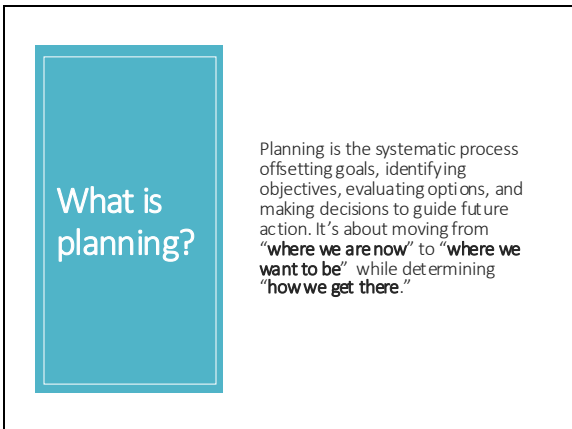 What is
planning?
Planning is the systematic process
offsetting goals, identifying
objectives, evaluating options, and
making decisions to guide future
action. It’s about moving from
“where we are now” to “where we
want to be” while determining
“how we get there.”